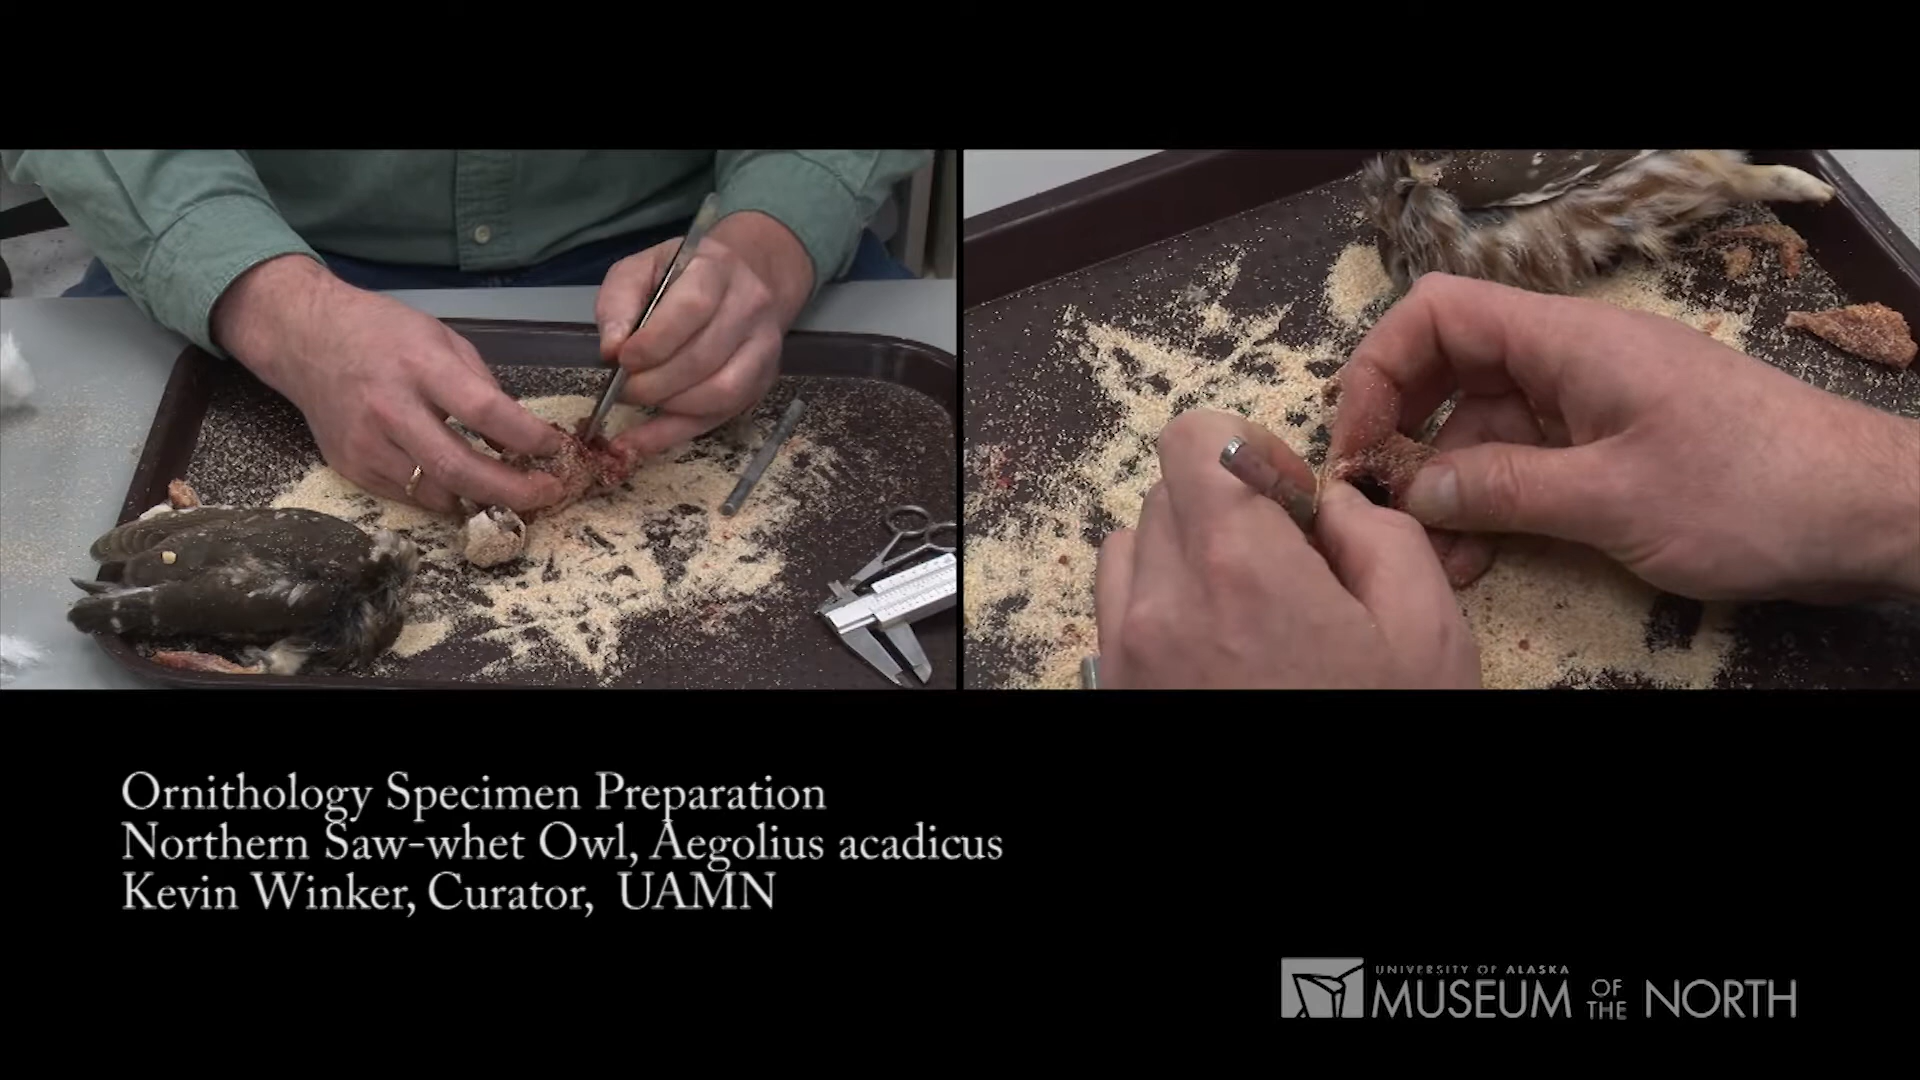 Ornithology Specimen Preparation
Northern Saw-whet Owl, Aegolius acadicus
Kevin Winker, Curator, UAMN
UNIVERSITY OF ALASKA
MUSEUM OF THE NORTH